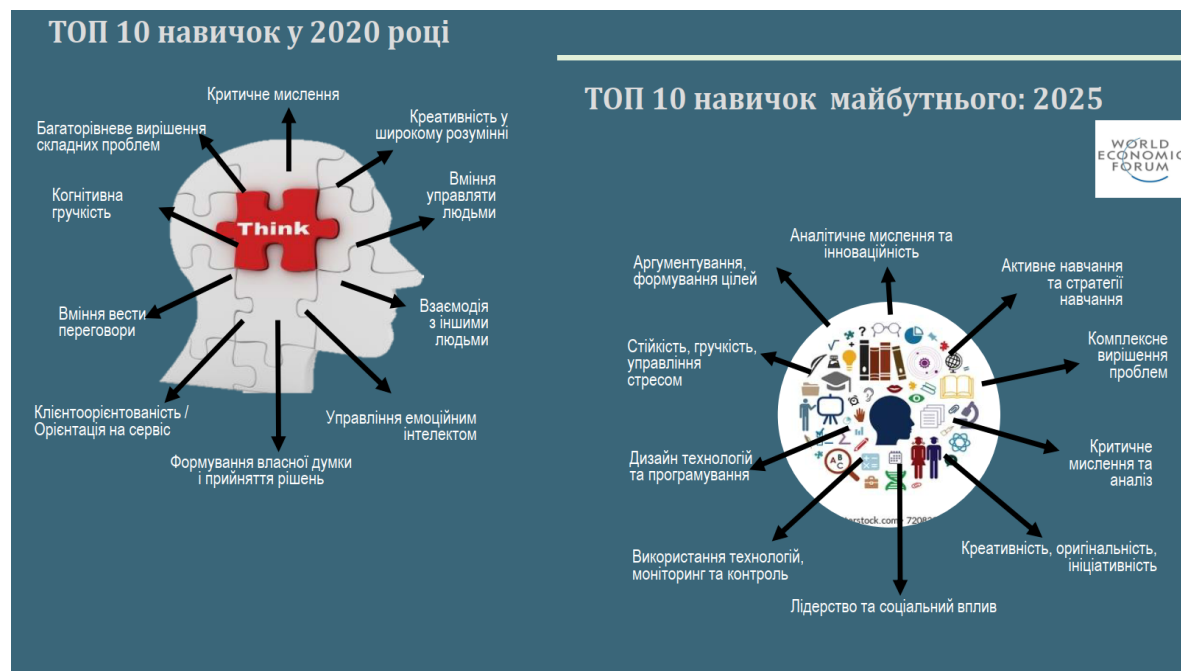 ТОП 10 навичок у 2020 році
Критичне мислення
Креативність у
широкому розумінні
Багаторівневе вирішення
складних проблем
Вміння
управляти
людьми
Когнітивна
гручкість
Think
Взаємодія
з іншими
людьми
Вміння вести
переговори
Управління емоційним
інтелектом
Клієнтоорієнтованість /
Орієнтація на сервіс
Формування власної думки
і прийняття рішень
ТОП 10 навичок майбутнього: 2025
WORLD
ECONOMIC
FORUM
Аналітичне мислення та
інноваційність
Аргументування,
формування цілей
Активне навчання
та стратегії
навчання
Стійкість, гручкість,
управління
стресом
Комплексне
вирішення
проблем
Дизайн технологій
та програмування
Критичне
мислення та
аналіз
A B
C
Використання технологій,
моніторинг та контроль
Креативність, оригінальність,
ініціативність
Лідерство та соціальний вплив